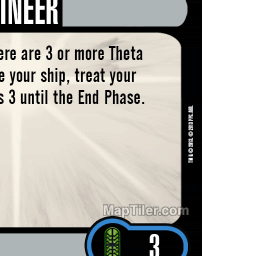 INEER
ere are 3 or more Theta
e your ship, treat your
s 3 until the End Phase.
MapTiler.com
3